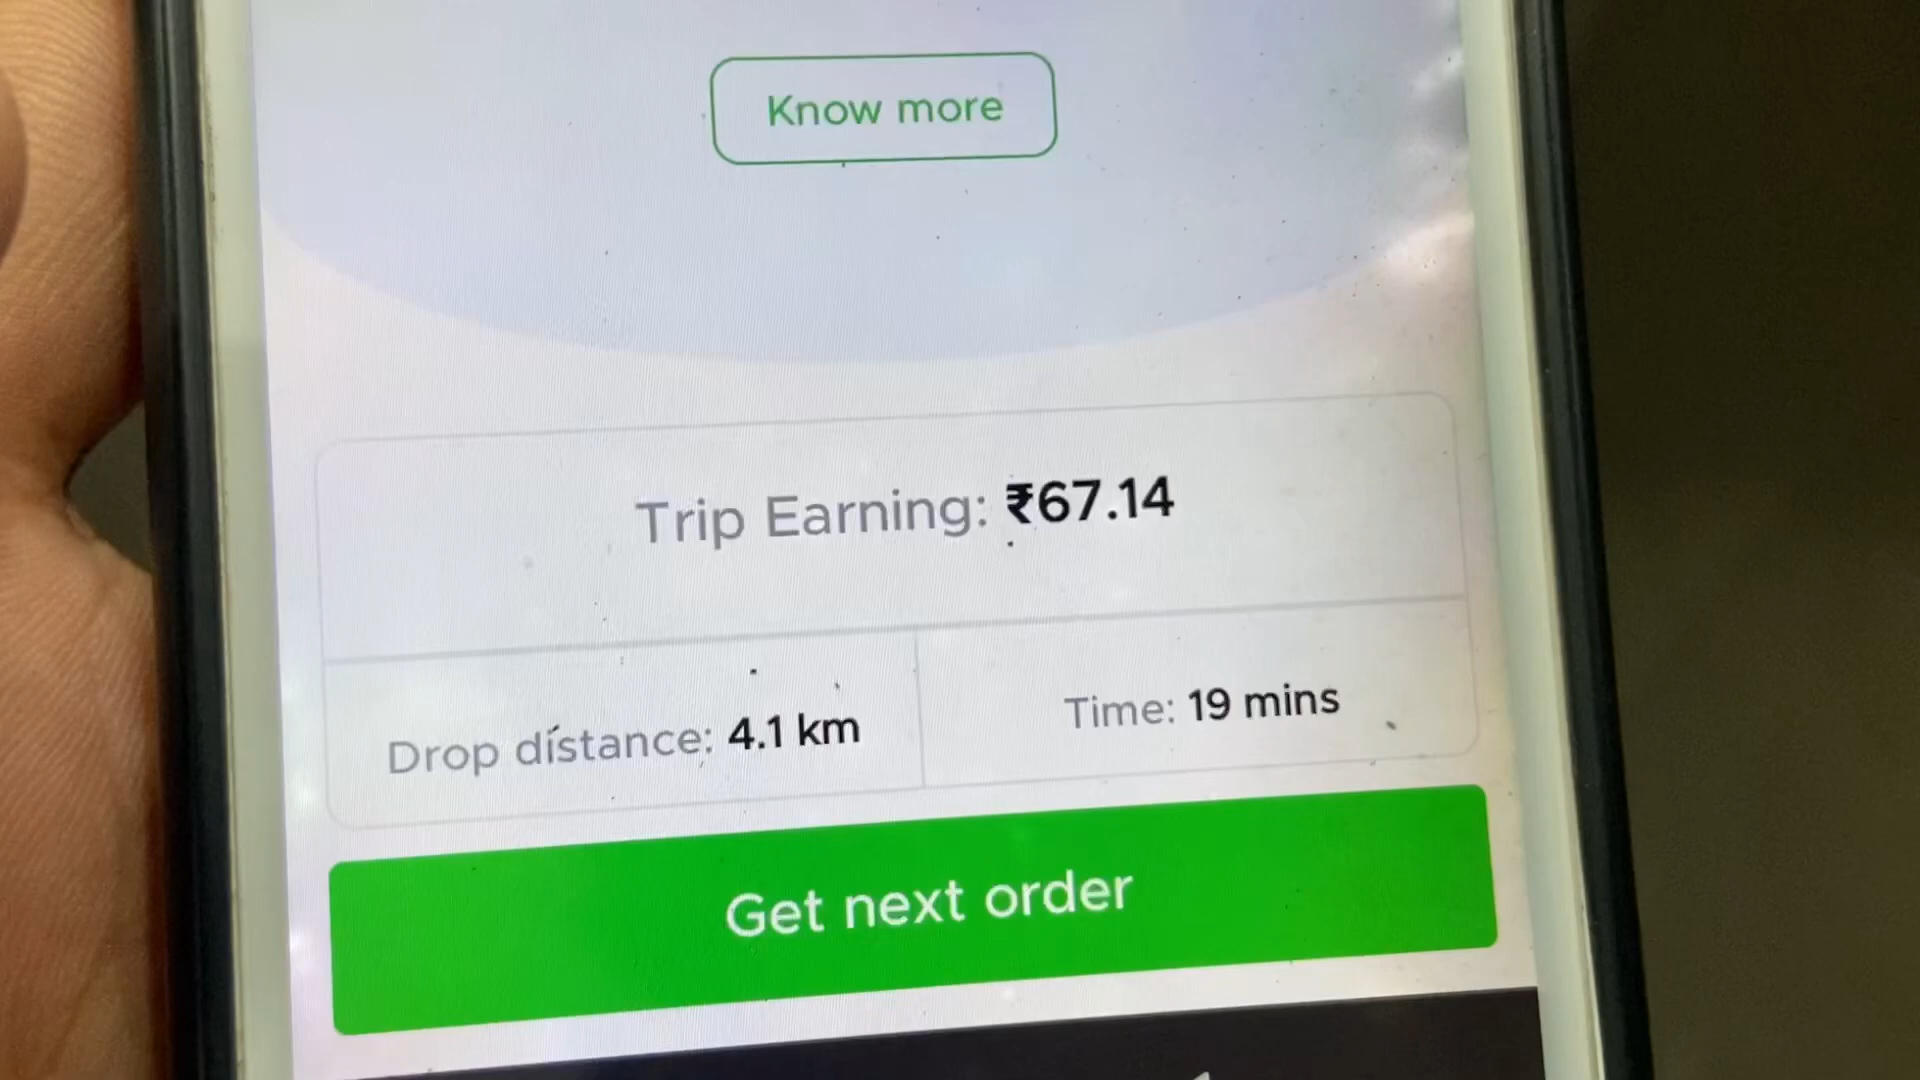 Know more
Trip Earning: ₹67.14
Drop distance: 4.1 km
Time: 19 mins
Get next order